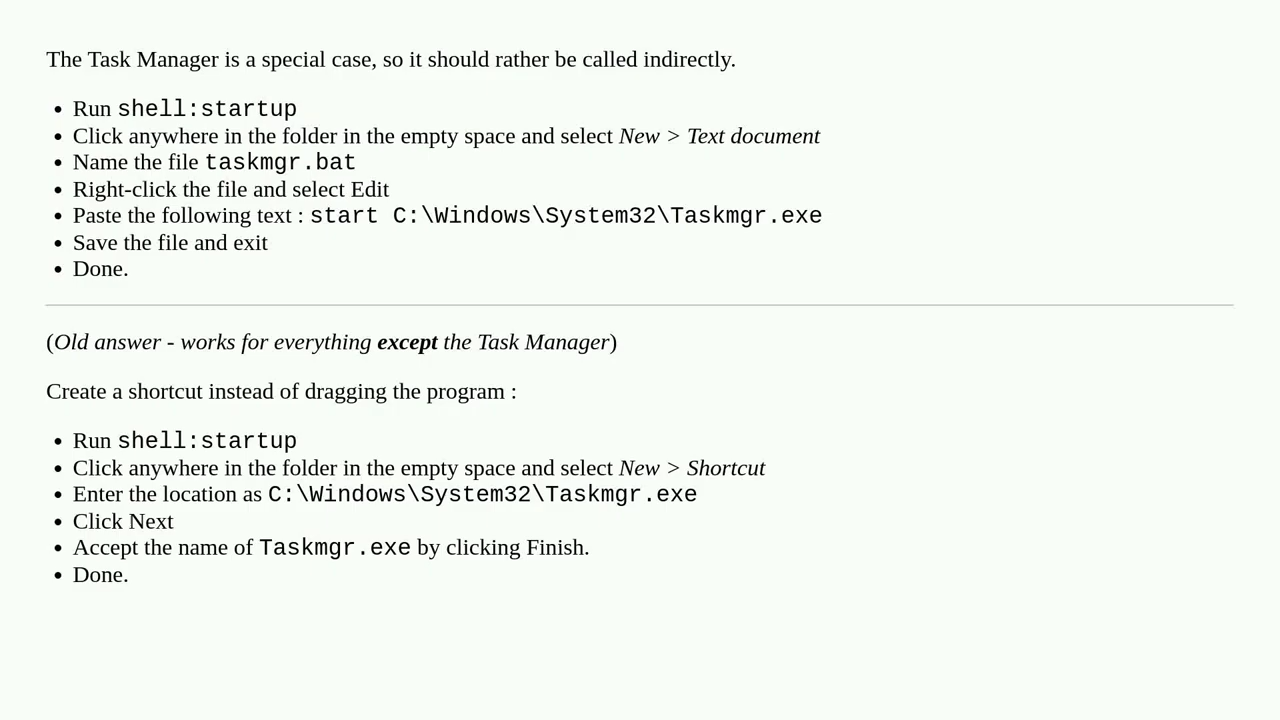 The Task Manager is a special case, so it should rather be called indirectly.
• Run shell:startup
• Click anywhere in the folder in the empty space and select New > Text document
• Name the file taskmgr.bat
• Right-click the file and select Edit
• Paste the following text : start C:\Windows\System32\Taskmgr.exe
• Save the file and exit
• Done.
(Old answer - works for everything except the Task Manager)
Create a shortcut instead of dragging the program :
• Run shell:startup
• Click anywhere in the folder in the empty space and select New > Shortcut
• Enter the location as C:\Windows\System32\Taskmgr.exe
• Click Next
• Accept the name of Taskmgr.exe by clicking Finish.
• Done.